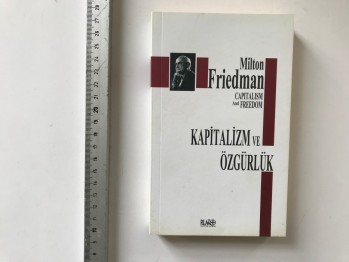 Milton
Friedman
CAPITALISM
And FREEDOM
KAPİTALİZM VE
ÖZGÜRLÜK